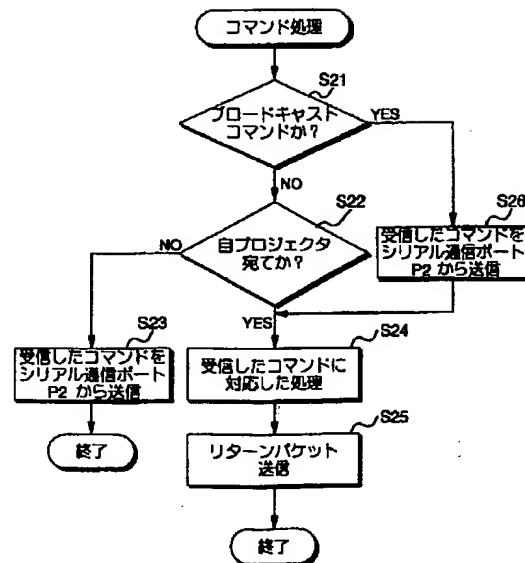 コマンド処理
S21
ブロードキャスト
コマンドか？
YES
NO
S22
自プロジェクタ
宛てか？
NO
YES
S26
受信したコマンドを
シリアル通信ポート
P2 から送信
S23
受信したコマンドを
シリアル通信ポート
P2 から送信
終了
S24
受信したコマンドに
対応した処理
S25
リターンパケット
送信
終了